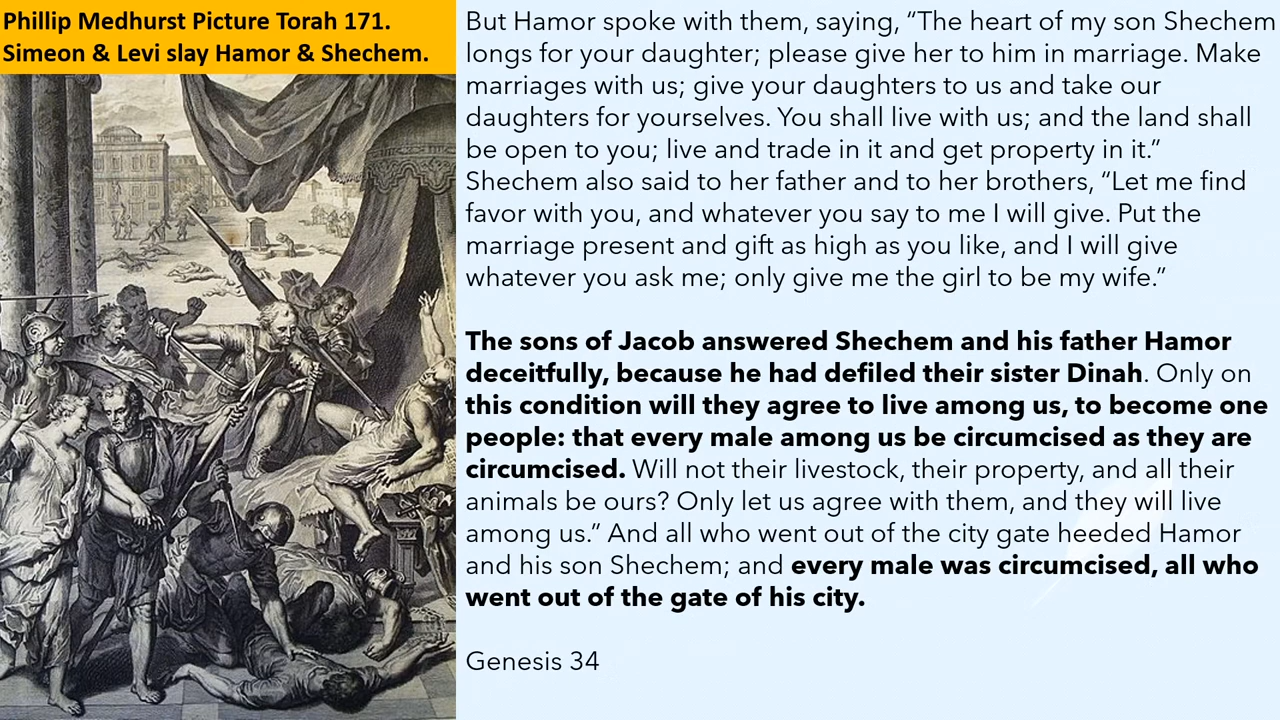 Phillip Medhurst Picture Torah 171.
Simeon & Levi slay Hamor & Shechem.
But Hamor spoke with them, saying, “The heart of my son Shechem
longs for your daughter; please give her to him in marriage. Make
marriages with us; give your daughters to us and take our
daughters for yourselves. You shall live with us; and the land shall
be open to you; live and trade in it and get property in it.”
Shechem also said to her father and to her brothers, “Let me find
favor with you, and whatever you say to me I will give. Put the
marriage present and gift as high as you like, and I will give
whatever you ask me; only give me the girl to be my wife.”
The sons of Jacob answered Shechem and his father Hamor
deceitfully, because he had defiled their sister Dinah. Only on
this condition will they agree to live among us, to become one
people: that every male among us be circumcised as they are
circumcised. Will not their livestock, their property, and all their
animals be ours? Only let us agree with them, and they will live
among us.” And all who went out of the city gate heeded Hamor
and his son Shechem; and every male was circumcised, all who
went out of the gate of his city.
Genesis 34